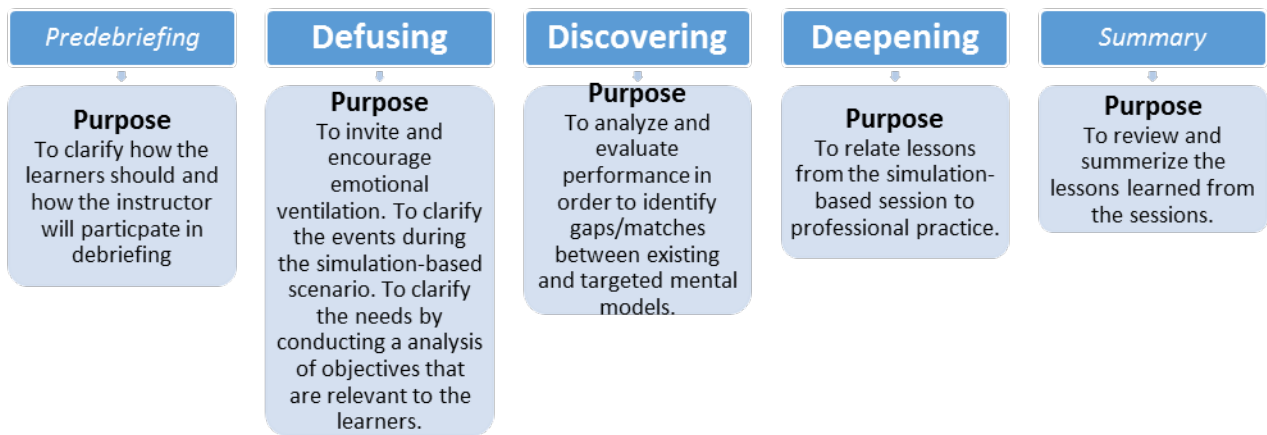 Predebriefing
Purpose
To clarify how the
learners should and
how the instructor
will particpate in
debriefing
Defusing
Purpose
To invite and
encourage
emotional
ventilation. To clarify
the events during
the simulation-based
scenario. To clarify
the needs by
conducting a analysis
of objectives that
are relevant to the
learners.
Discovering
Purpose
To analyze and
evaluate
performance in
order to identify
gaps/matches
between existing
and targeted mental
models.
Deepening
Purpose
To relate lessons
from the simulation-
based session to
professional practice.
Summary
Purpose
To review and
summerize the
lessons learned from
the sessions.